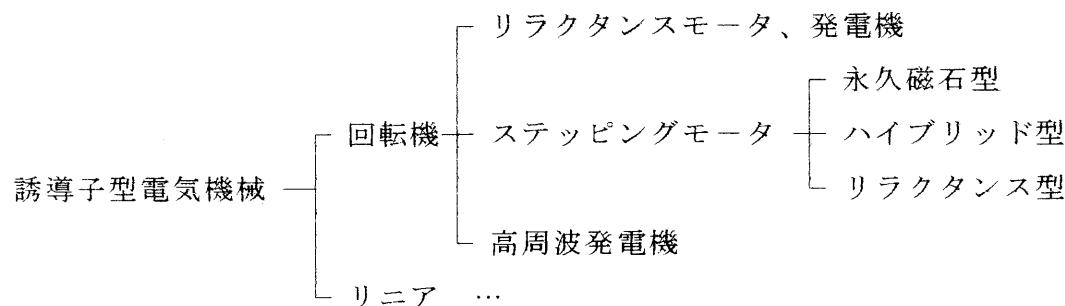 リラクタンスモータ、発電機
永久磁石型
回転機
ステッピングモータ
ハイブリッド型
誘導子型電気機械
リラクタンス型
高周波発電機
リニア …